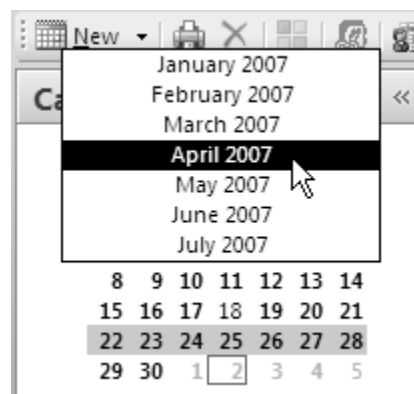 New
Ca
«
January 2007
February 2007
March 2007
April 2007
May 2007
June 2007
July 2007
8 9 10 11 12 13 14
15 16 17 18 19 20 21
22 23 24 25 26 27 28
29 30 1 2 3 4 5